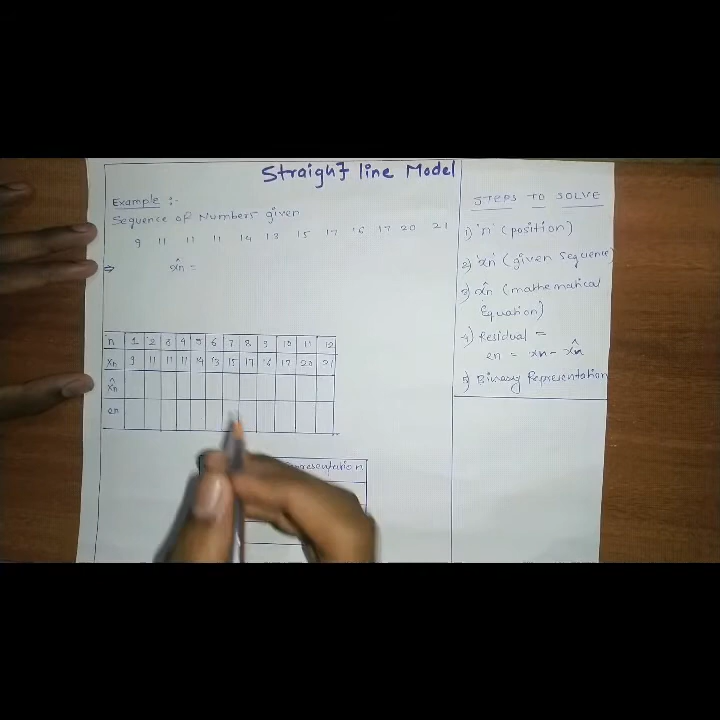 Straight line Model
Example :-
Sequence of Numbers given
9 11 11 11 14 13 15 17 16 17 20 21
⇒ x̂n =
n 1 2 3 4 5 6 7 8 9 10 11 12
xn 9 11 11 11 14 13 15 17 16 17 20 21
x̂n
en
STEPS TO SOLVE
1) 'n' (position)
2) 'xn' (given sequence)
3) x̂n (mathematical
Equation)
4) Residual =
en = xn - x̂n
5) Binary Representation